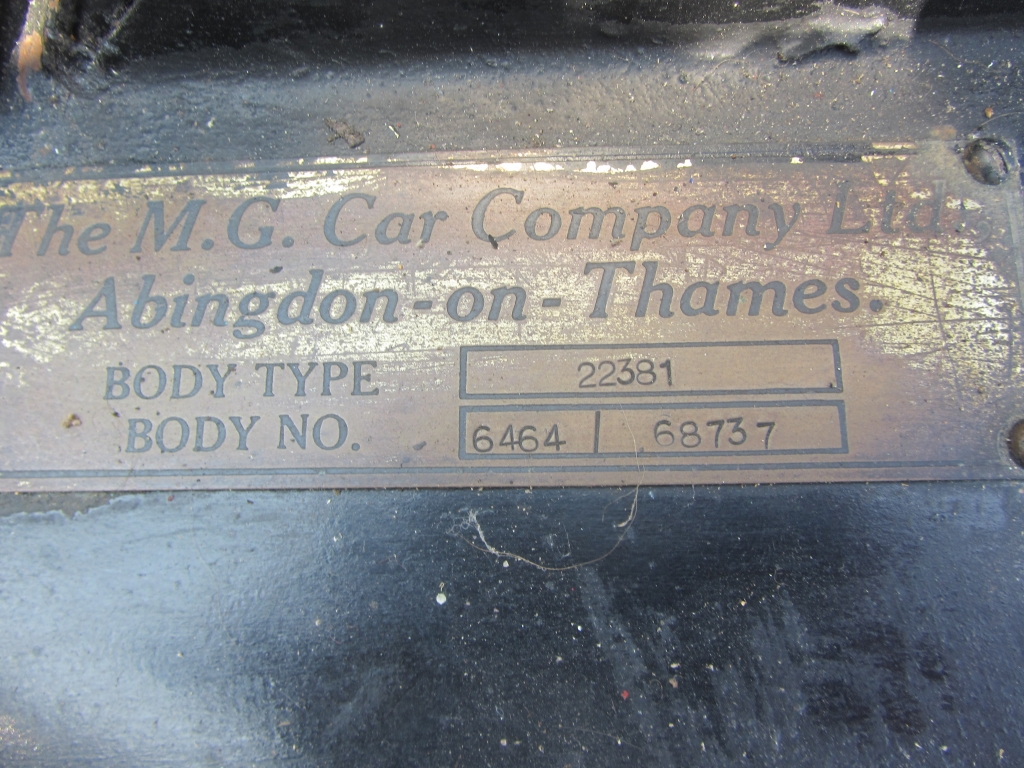 The M.G. Car Company Ltd.
Abingdon-on-Thames.
BODY TYPE 22381
BODY NO. 6464 | 68737